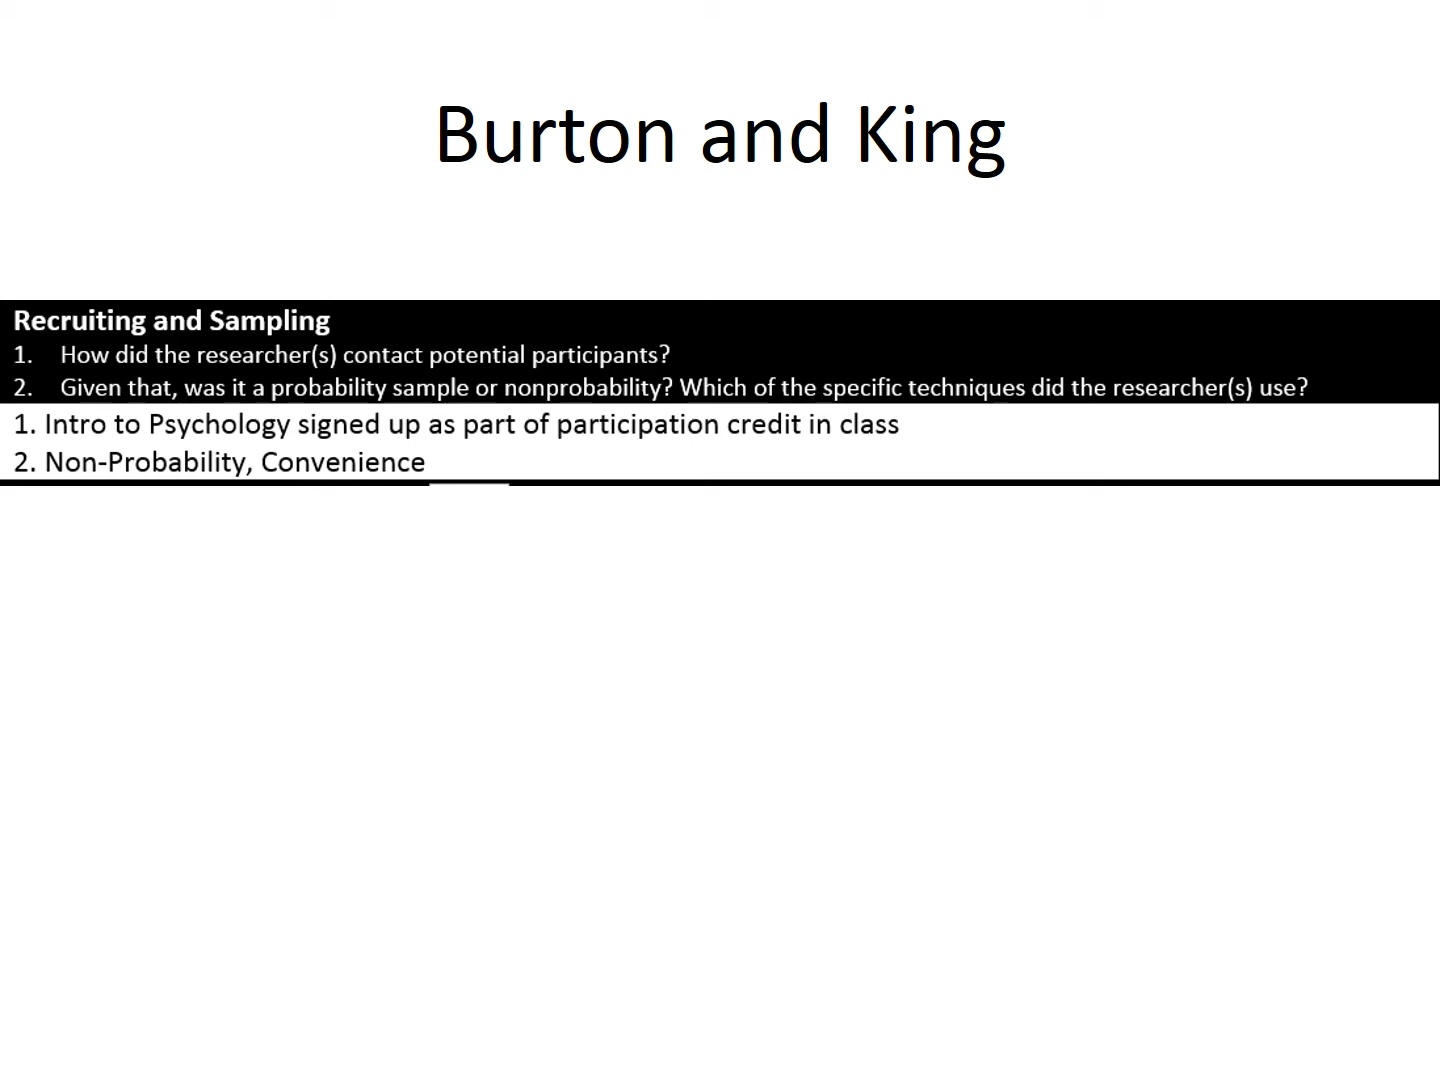 Burton and King
Recruiting and Sampling
1. How did the researcher(s) contact potential participants?
2. Given that, was it a probability sample or nonprobability? Which of the specific techniques did the researcher(s) use?
1. Intro to Psychology signed up as part of participation credit in class
2. Non-Probability, Convenience